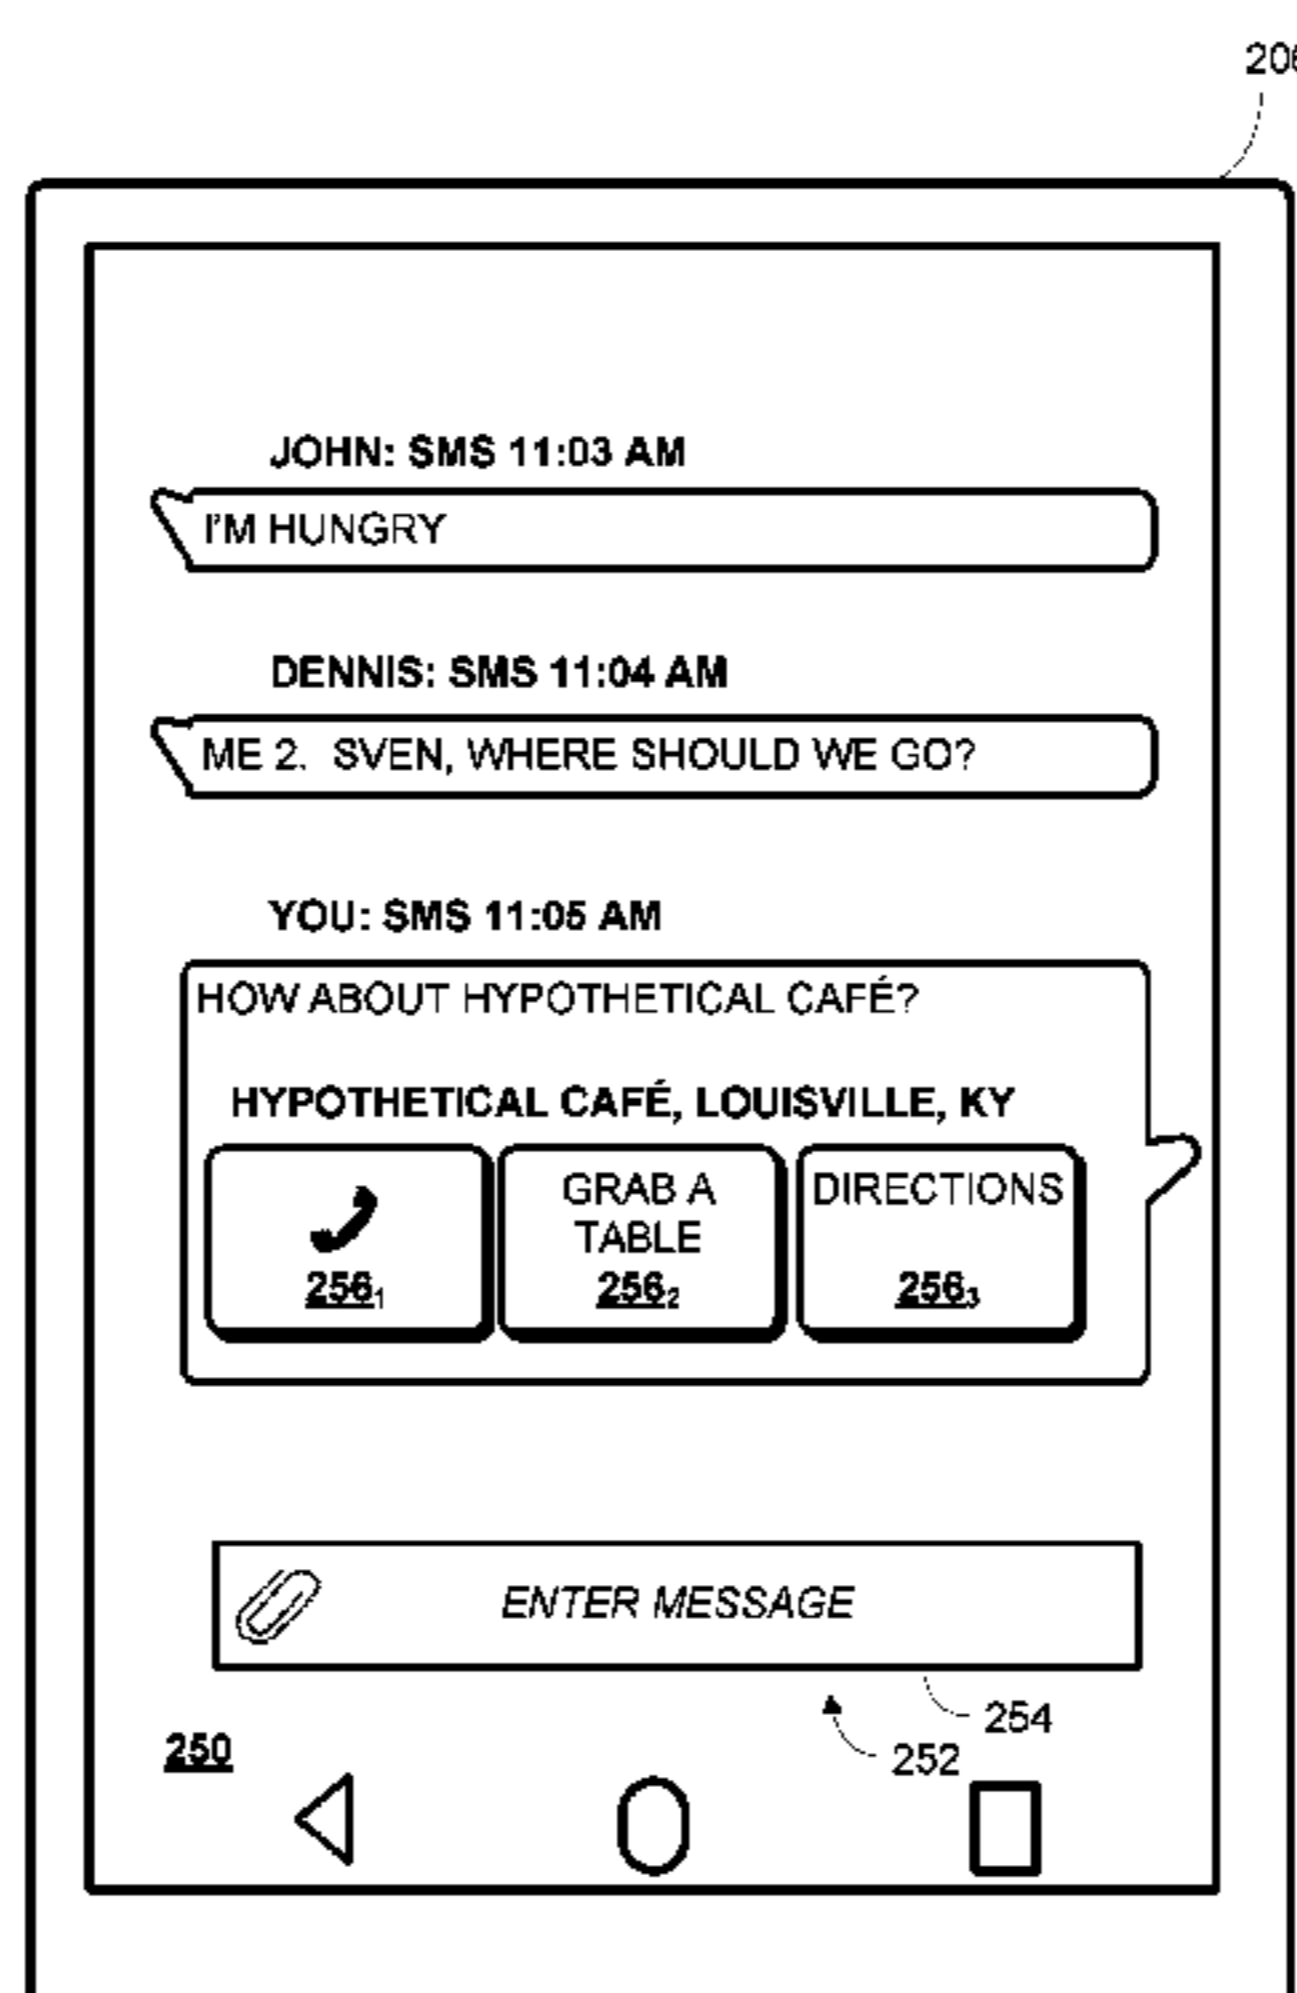 JOHN: SMS 11:03 AM
I'M HUNGRY
DENNIS: SMS 11:04 AM
ME 2. SVEN, WHERE SHOULD WE GO?
YOU: SMS 11:05 AM
HOW ABOUT HYPOTHETICAL CAFÉ?
HYPOTHETICAL CAFÉ, LOUISVILLE, KY
256₁
GRAB A
TABLE
256₂
DIRECTIONS
256₃
ENTER MESSAGE
254
252
250